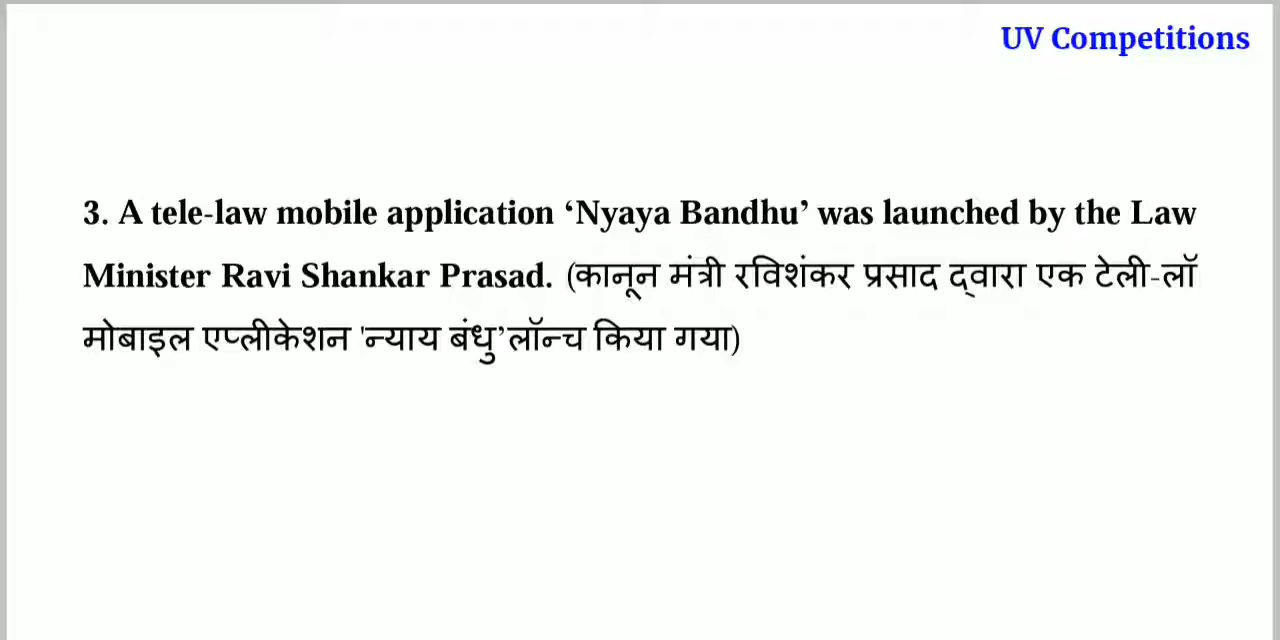 UV Competitions
3. A tele-law mobile application ‘Nyaya Bandhu’ was launched by the Law
Minister Ravi Shankar Prasad. (कानून मंत्री रविशंकर प्रसाद द्वारा एक टेली-लॉ
मोबाइल एप्लीकेशन 'न्याय बंधु’ लॉन्च किया गया)